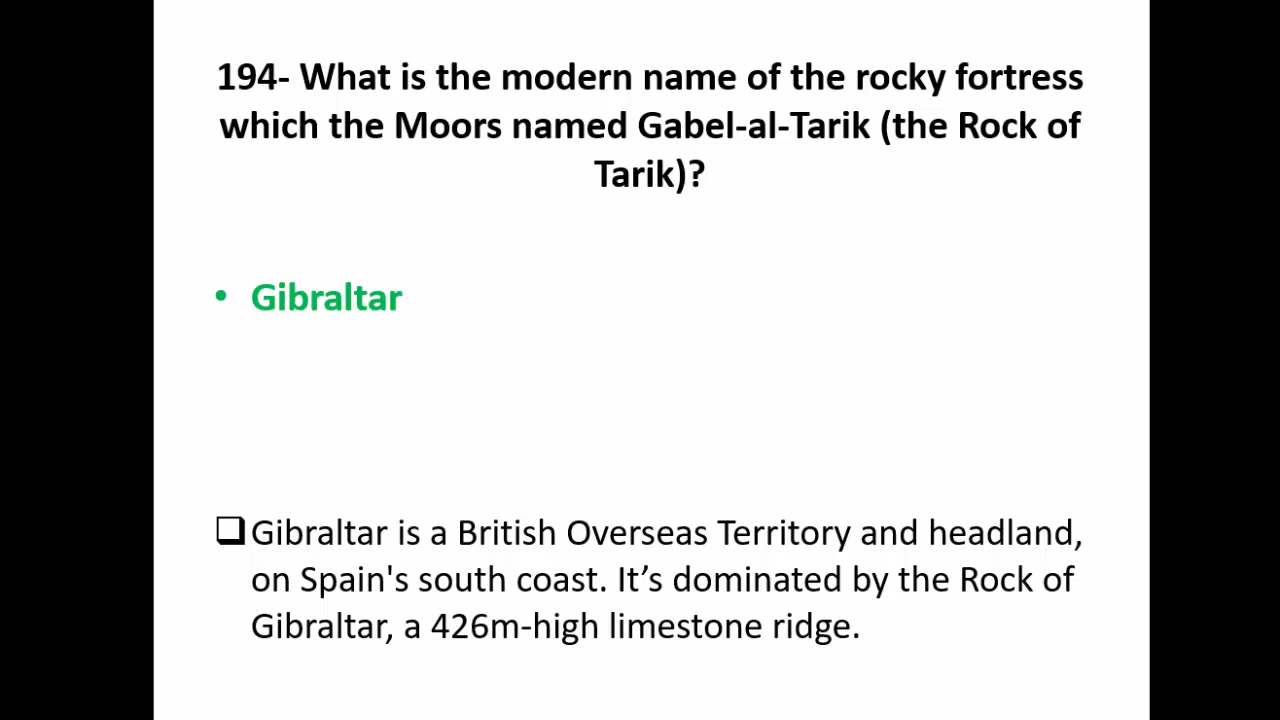 194- What is the modern name of the rocky fortress
which the Moors named Gabel-al-Tarik (the Rock of
Tarik)?
• Gibraltar
❑ Gibraltar is a British Overseas Territory and headland,
on Spain's south coast. It’s dominated by the Rock of
Gibraltar, a 426m-high limestone ridge.